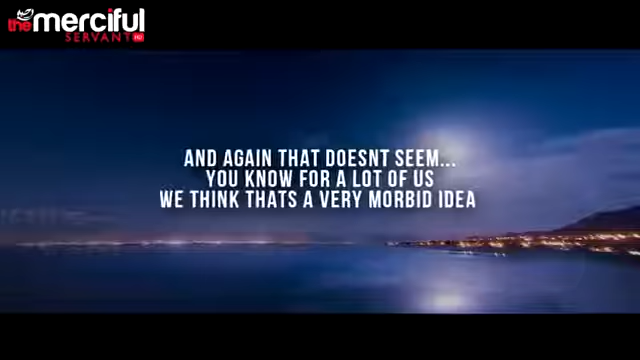 the merciful
SERVANT HD
AND AGAIN THAT DOESNT SEEM...
YOU KNOW FOR A LOT OF US
WE THINK THATS A VERY MORBID IDEA